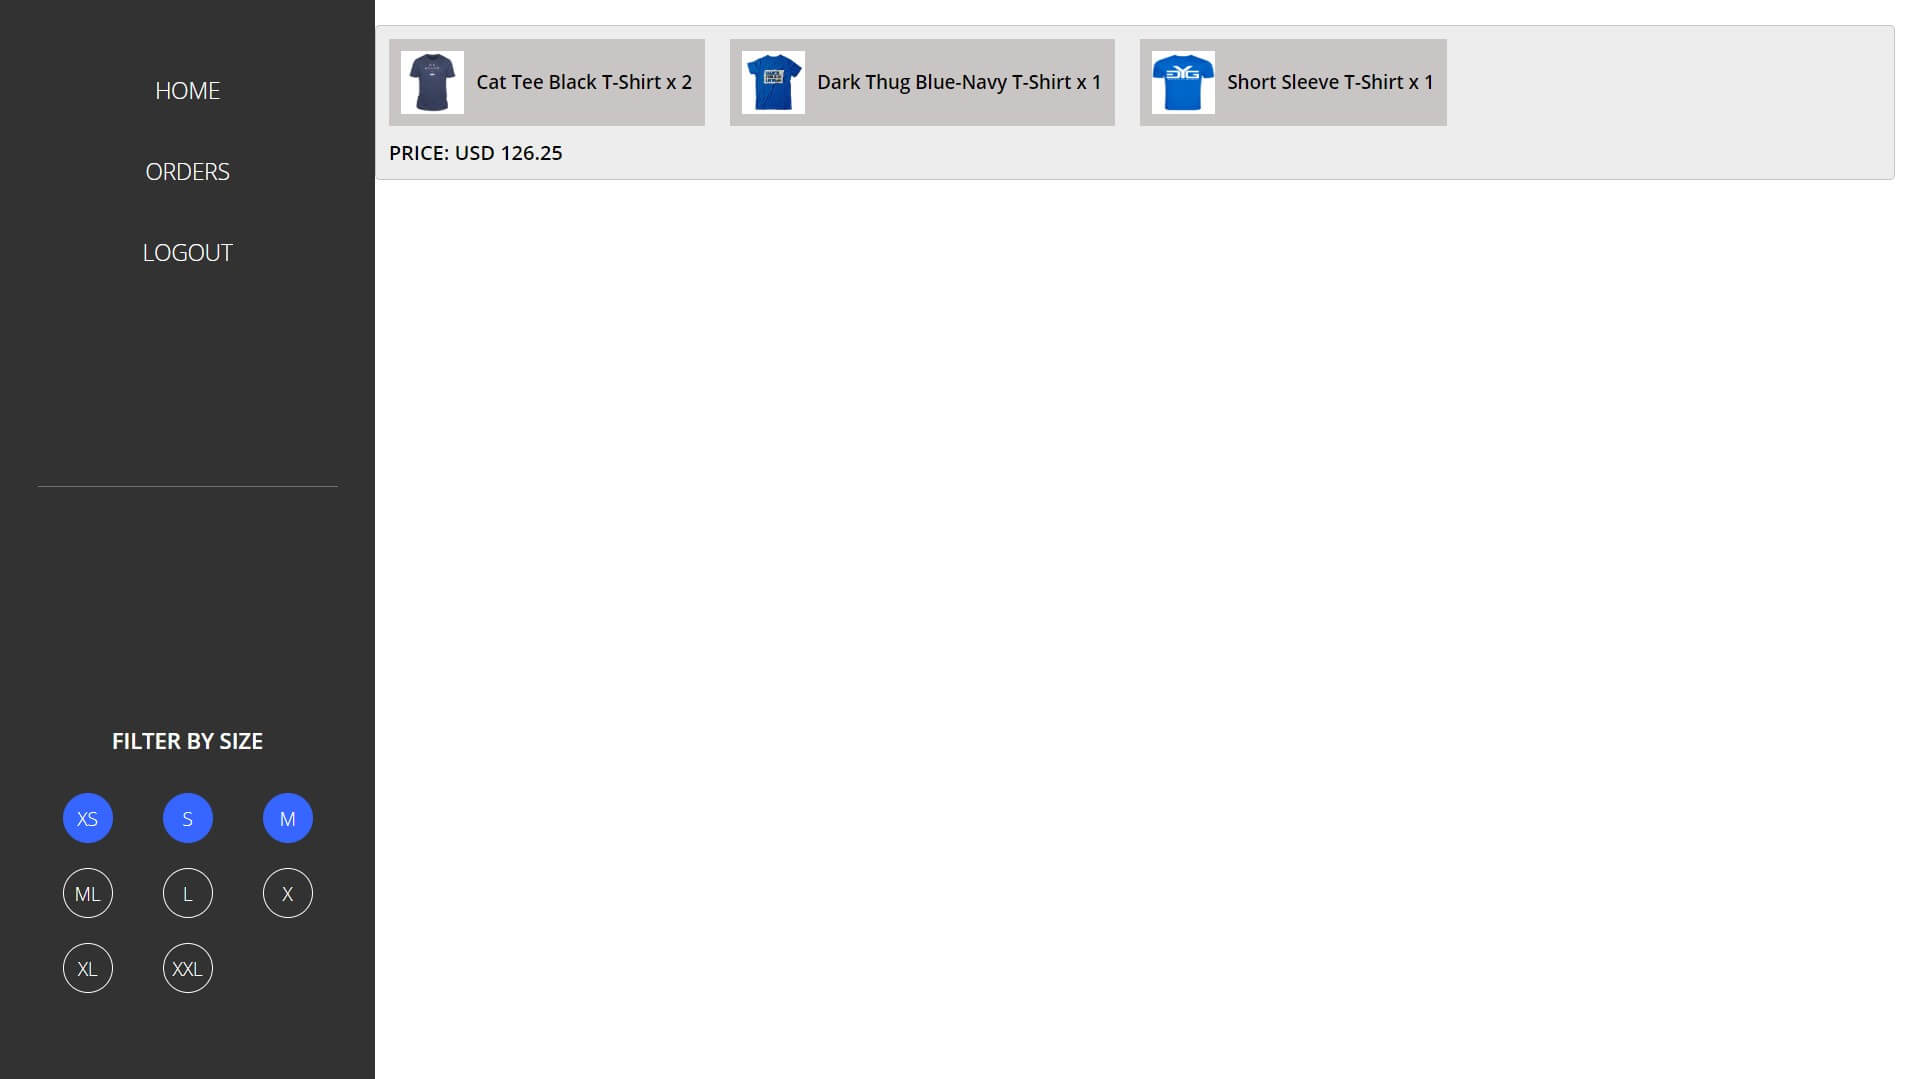 HOME
ORDERS
LOGOUT
FILTER BY SIZE
XS S M
ML L X
XL XXL
Cat Tee Black T-Shirt x 2
Dark Thug Blue-Navy T-Shirt x 1
GYG
Short Sleeve T-Shirt x 1
PRICE: USD 126.25